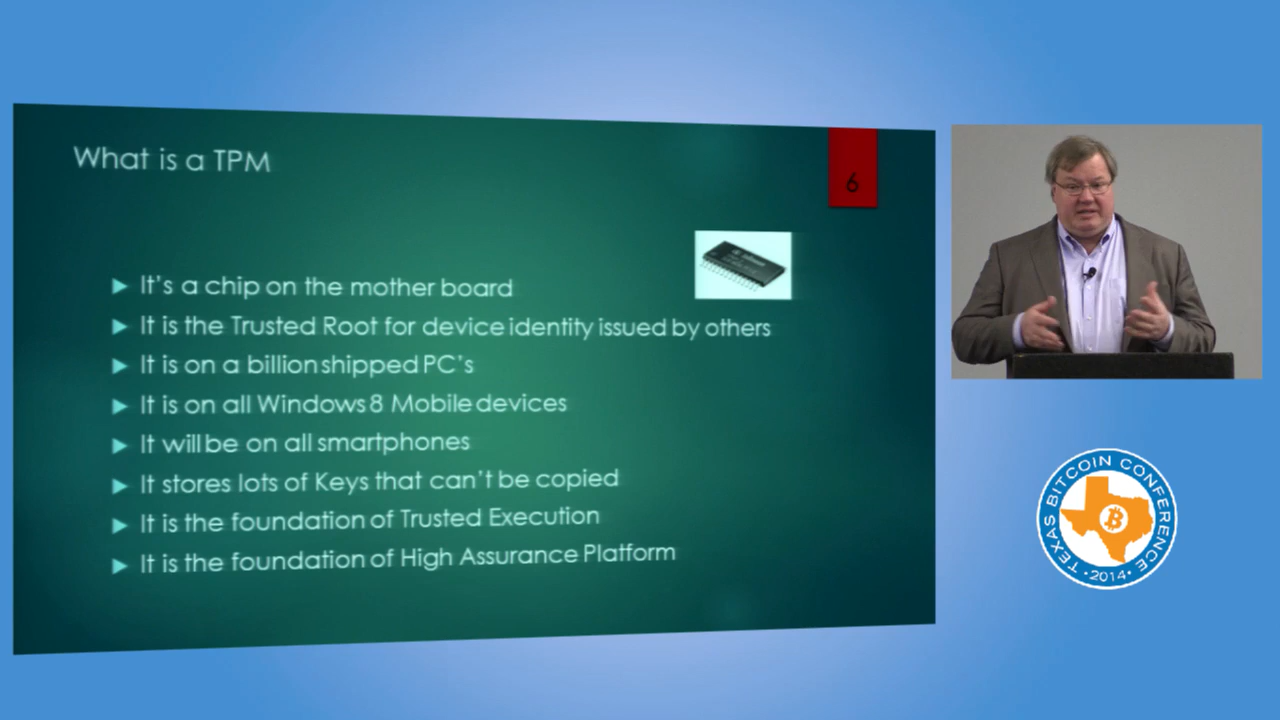 What is a TPM
6
It's a chip on the mother board
It is the Trusted Root for device identity issued by others
It is on a billion shipped PC's
It is on all Windows 8 Mobile devices
It will be on all smartphones
It stores lots of Keys that can't be copied
It is the foundation of Trusted Execution
It is the foundation of High Assurance Platform
TEXAS BITCOIN CONFERENCE
• 2014 •